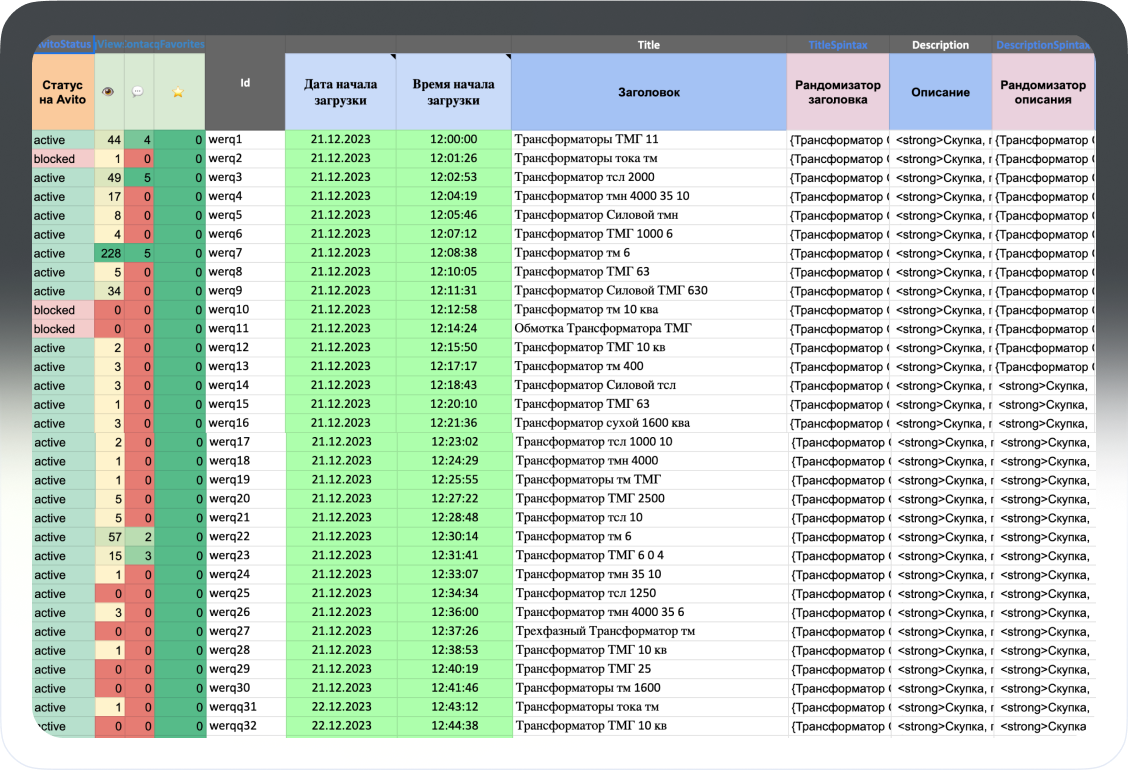 AvitoStatus Views Favorites Title TitleSpintax Description DescriptionSpintax
Статус на Avito Id Дата начала загрузки Время начала загрузки Заголовок Рандомизатор заголовка Описание Рандомизатор описания
active 44 4 0 werq1 21.12.2023 12:00:00 Трансформаторы ТМГ 11 {Трансформатор <strong>Скупка, {Трансформатор
blocked 1 0 0 werq2 21.12.2023 12:01:26 Трансформаторы тока тм {Трансформатор <strong>Скупка, {Трансформатор
active 49 5 0 werq3 21.12.2023 12:02:53 Трансформатор тсл 2000 {Трансформатор <strong>Скупка, {Трансформатор
active 17 0 0 werq4 21.12.2023 12:04:19 Трансформатор тмн 4000 35 10 {Трансформатор <strong>Скупка, {Трансформатор
active 8 0 0 werq5 21.12.2023 12:05:46 Трансформатор Силовой тмн {Трансформатор <strong>Скупка, {Трансформатор
active 4 0 0 werq6 21.12.2023 12:07:12 Трансформатор ТМГ 1000 6 {Трансформатор <strong>Скупка, {Трансформатор
active 228 5 0 werq7 21.12.2023 12:08:38 Трансформатор тм 6 {Трансформатор <strong>Скупка, {Трансформатор
active 5 0 0 werq8 21.12.2023 12:10:05 Трансформатор ТМГ 63 {Трансформатор <strong>Скупка, {Трансформатор
active 34 0 0 werq9 21.12.2023 12:11:31 Трансформатор Силовой ТМГ 630 {Трансформатор <strong>Скупка, {Трансформатор
blocked 0 0 0 werq10 21.12.2023 12:12:58 Трансформатор тм 10 ква {Трансформатор <strong>Скупка, {Трансформатор
blocked 0 0 0 werq11 21.12.2023 12:14:24 Обмотка Трансформатора ТМГ {Трансформатор <strong>Скупка, {Трансформатор
active 2 0 0 werq12 21.12.2023 12:15:50 Трансформатор ТМГ 10 кв {Трансформатор <strong>Скупка, {Трансформатор
active 3 0 0 werq13 21.12.2023 12:17:17 Трансформатор тм 400 {Трансформатор <strong>Скупка, {Трансформатор
active 3 0 0 werq14 21.12.2023 12:18:43 Трансформатор Силовой тсл {Трансформатор <strong>Скупка, <strong>Скупка,
active 1 0 0 werq15 21.12.2023 12:20:10 Трансформатор ТМГ 63 {Трансформатор <strong>Скупка, <strong>Скупка,
active 3 0 0 werq16 21.12.2023 12:21:36 Трансформатор сухой 1600 ква {Трансформатор <strong>Скупка, <strong>Скупка,
active 2 0 0 werq17 21.12.2023 12:23:02 Трансформатор тсл 1000 10 {Трансформатор <strong>Скупка, <strong>Скупка,
active 1 0 0 werq18 21.12.2023 12:24:29 Трансформатор тмн 4000 {Трансформатор <strong>Скупка, <strong>Скупка,
active 1 0 0 werq19 21.12.2023 12:25:55 Трансформаторы тм ТМГ {Трансформатор <strong>Скупка, <strong>Скупка,
active 5 0 0 werq20 21.12.2023 12:27:22 Трансформатор ТМГ 2500 {Трансформатор <strong>Скупка, <strong>Скупка,
active 5 0 0 werq21 21.12.2023 12:28:48 Трансформатор тсл 10 {Трансформатор <strong>Скупка, <strong>Скупка,
active 57 2 0 werq22 21.12.2023 12:30:14 Трансформатор тм 6 {Трансформатор <strong>Скупка, <strong>Скупка,
active 15 3 0 werq23 21.12.2023 12:31:41 Трансформатор ТМГ 6 0 4 {Трансформатор <strong>Скупка, <strong>Скупка,
active 1 0 0 werq24 21.12.2023 12:33:07 Трансформатор тмн 35 10 {Трансформатор <strong>Скупка, <strong>Скупка,
active 0 0 0 werq25 21.12.2023 12:34:34 Трансформатор тсл 1250 {Трансформатор <strong>Скупка, <strong>Скупка,
active 3 0 0 werq26 21.12.2023 12:36:00 Трансформатор тмн 4000 35 6 {Трансформатор <strong>Скупка, <strong>Скупка,
active 0 0 0 werq27 21.12.2023 12:37:26 Трехфазный Трансформатор тм {Трансформатор <strong>Скупка, <strong>Скупка,
active 1 0 0 werq28 21.12.2023 12:38:53 Трансформатор ТМГ 10 кв {Трансформатор <strong>Скупка, <strong>Скупка,
active 0 0 0 werq29 21.12.2023 12:40:19 Трансформатор ТМГ 25 {Трансформатор <strong>Скупка, <strong>Скупка,
active 0 0 0 werq30 21.12.2023 12:41:46 Трансформаторы тм 1600 {Трансформатор <strong>Скупка, <strong>Скупка,
active 1 0 0 werqq31 22.12.2023 12:43:12 Трансформаторы тока тм {Трансформатор <strong>Скупка, <strong>Скупка,
active 0 0 0 werqq32 22.12.2023 12:44:38 Трансформатор ТМГ 10 кв {Трансформатор <strong>Скупка, <strong>Скупка